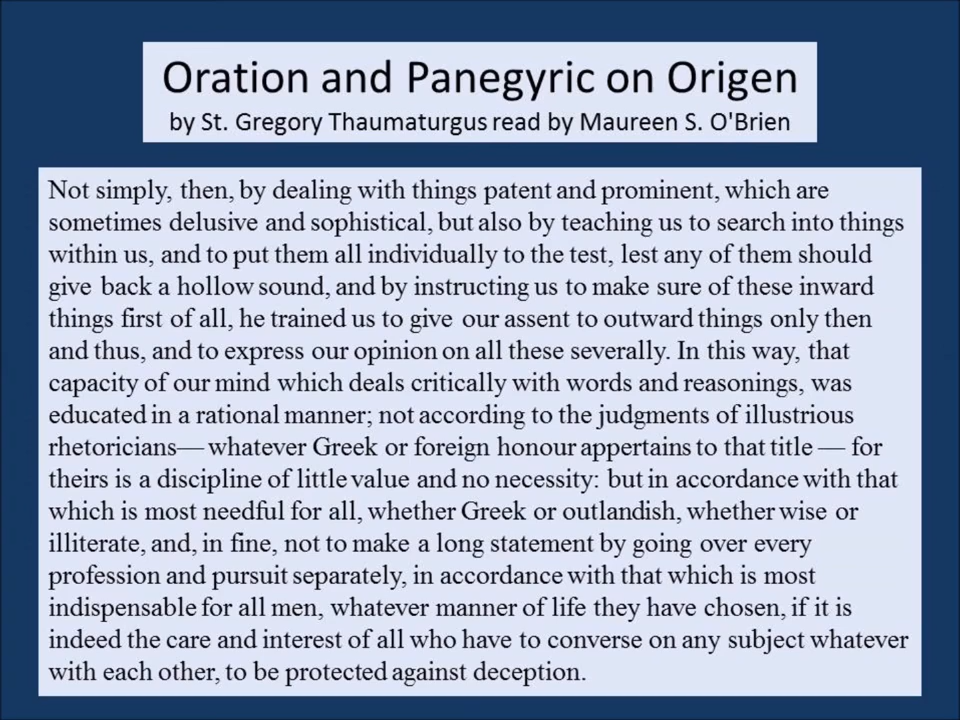 Oration and Panegyric on Origen
by St. Gregory Thaumaturgus read by Maureen S. O'Brien
Not simply, then, by dealing with things patent and prominent, which are
sometimes delusive and sophistical, but also by teaching us to search into things
within us, and to put them all individually to the test, lest any of them should
give back a hollow sound, and by instructing us to make sure of these inward
things first of all, he trained us to give our assent to outward things only then
and thus, and to express our opinion on all these severally. In this way, that
capacity of our mind which deals critically with words and reasonings, was
educated in a rational manner; not according to the judgments of illustrious
rhetoricians— whatever Greek or foreign honour appertains to that title — for
theirs is a discipline of little value and no necessity: but in accordance with that
which is most needful for all, whether Greek or outlandish, whether wise or
illiterate, and, in fine, not to make a long statement by going over every
profession and pursuit separately, in accordance with that which is most
indispensable for all men, whatever manner of life they have chosen, if it is
indeed the care and interest of all who have to converse on any subject whatever
with each other, to be protected against deception.